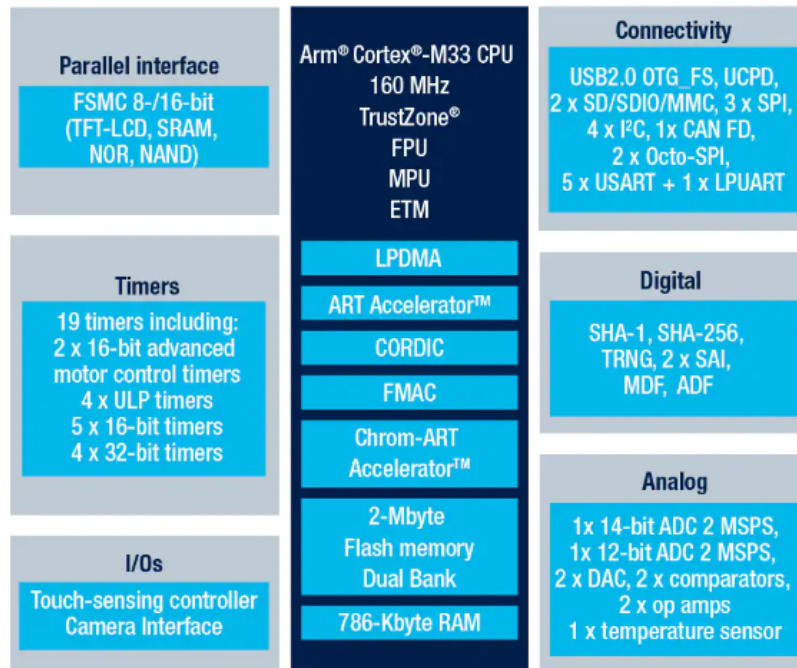 Parallel interface
FSMC 8-/16-bit
(TFT-LCD, SRAM,
NOR, NAND)
Timers
19 timers including:
2 x 16-bit advanced
motor control timers
4 x ULP timers
5 x 16-bit timers
4 x 32-bit timers
I/Os
Touch-sensing controller
Camera Interface
Arm® Cortex®-M33 CPU
160 MHz
TrustZone®
FPU
MPU
ETM
LPDMA
ART Accelerator™
CORDIC
FMAC
Chrom-ART
Accelerator™
2-Mbyte
Flash memory
Dual Bank
786-Kbyte RAM
Connectivity
USB2.0 OTG_FS, UCPD,
2 x SD/SDIO/MMC, 3 x SPI,
4 x I²C, 1x CAN FD,
2 x Octo-SPI,
5 x USART + 1 x LPUART
Digital
SHA-1, SHA-256,
TRNG, 2 x SAI,
MDF, ADF
Analog
1x 14-bit ADC 2 MSPS,
1x 12-bit ADC 2 MSPS,
2 x DAC, 2 x comparators,
2 x op amps
1 x temperature sensor